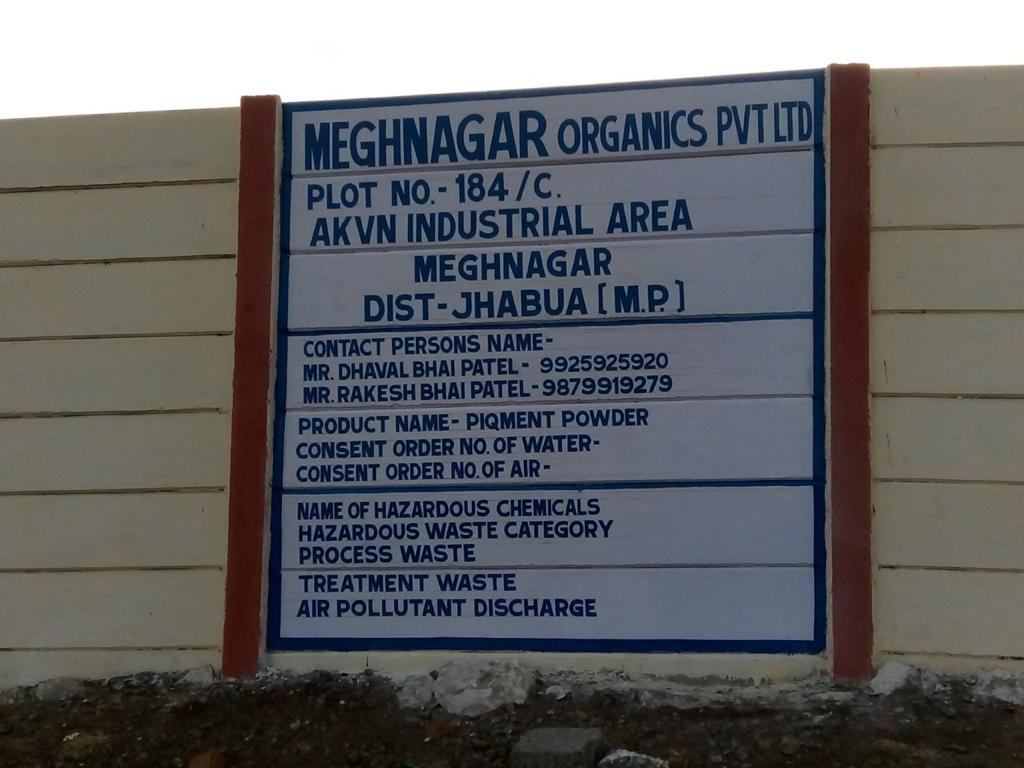 MEGHNAGAR ORGANICS PVT LTD
PLOT NO.- 184/C.
AKVN INDUSTRIAL AREA
MEGHNAGAR
DIST-JHABUA [M.P.]
CONTACT PERSONS NAME-
MR. DHAVAL BHAI PATEL- 9925925920
MR. RAKESH BHAI PATEL-9879919279
PRODUCT NAME- PIQMENT POWDER
CONSENT ORDER NO. OF WATER-
CONSENT ORDER NO. OF AIR-
NAME OF HAZARDOUS CHEMICALS
HAZARDOUS WASTE CATEGORY
PROCESS WASTE
TREATMENT WASTE
AIR POLLUTANT DISCHARGE